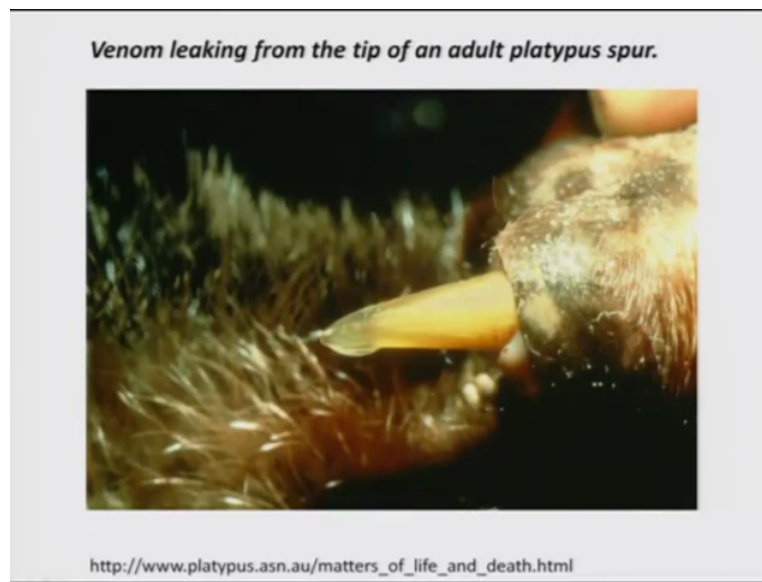 Venom leaking from the tip of an adult platypus spur.
http://www.platypus.asn.au/matters_of_life_and_death.html